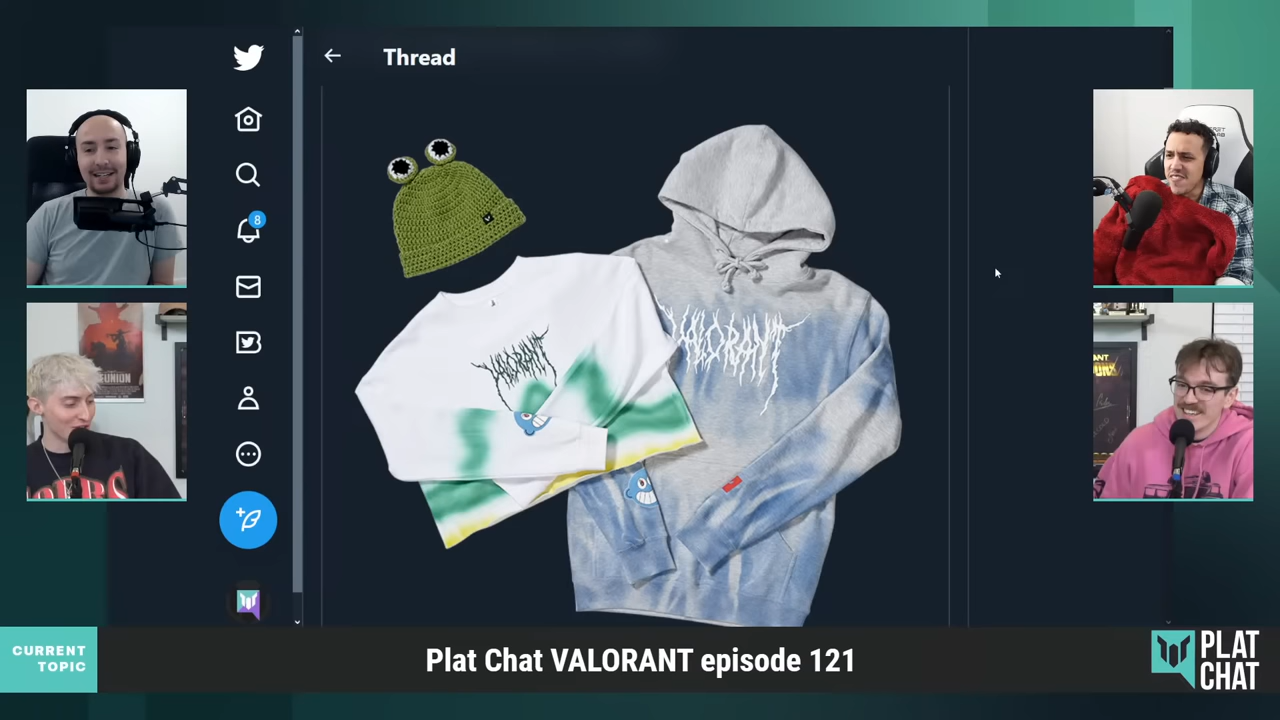 Thread
8
VALORANT
VALORANT
CURRENT
TOPIC
Plat Chat VALORANT episode 121
PLAT
CHAT